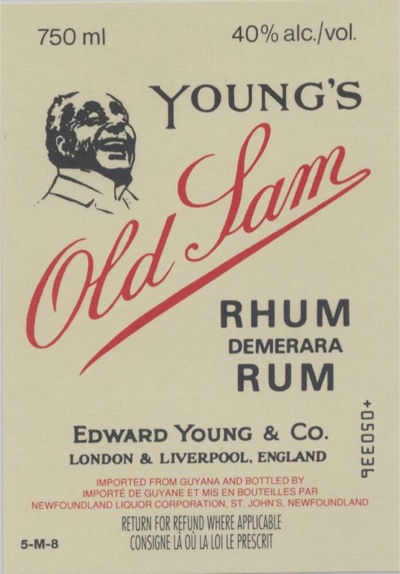 750 ml 40% alc./vol.
YOUNG'S
Old Sam
RHUM
DEMERARA
RUM
+050336
EDWARD YOUNG & CO.
LONDON & LIVERPOOL, ENGLAND
IMPORTED FROM GUYANA AND BOTTLED BY
IMPORTÉ DE GUYANE ET MIS EN BOUTEILLES PAR
NEWFOUNDLAND LIQUOR CORPORATION, ST. JOHN'S, NEWFOUNDLAND
RETURN FOR REFUND WHERE APPLICABLE
5-M-8 CONSIGNE LÀ OÙ LA LOI LE PRESCRIT